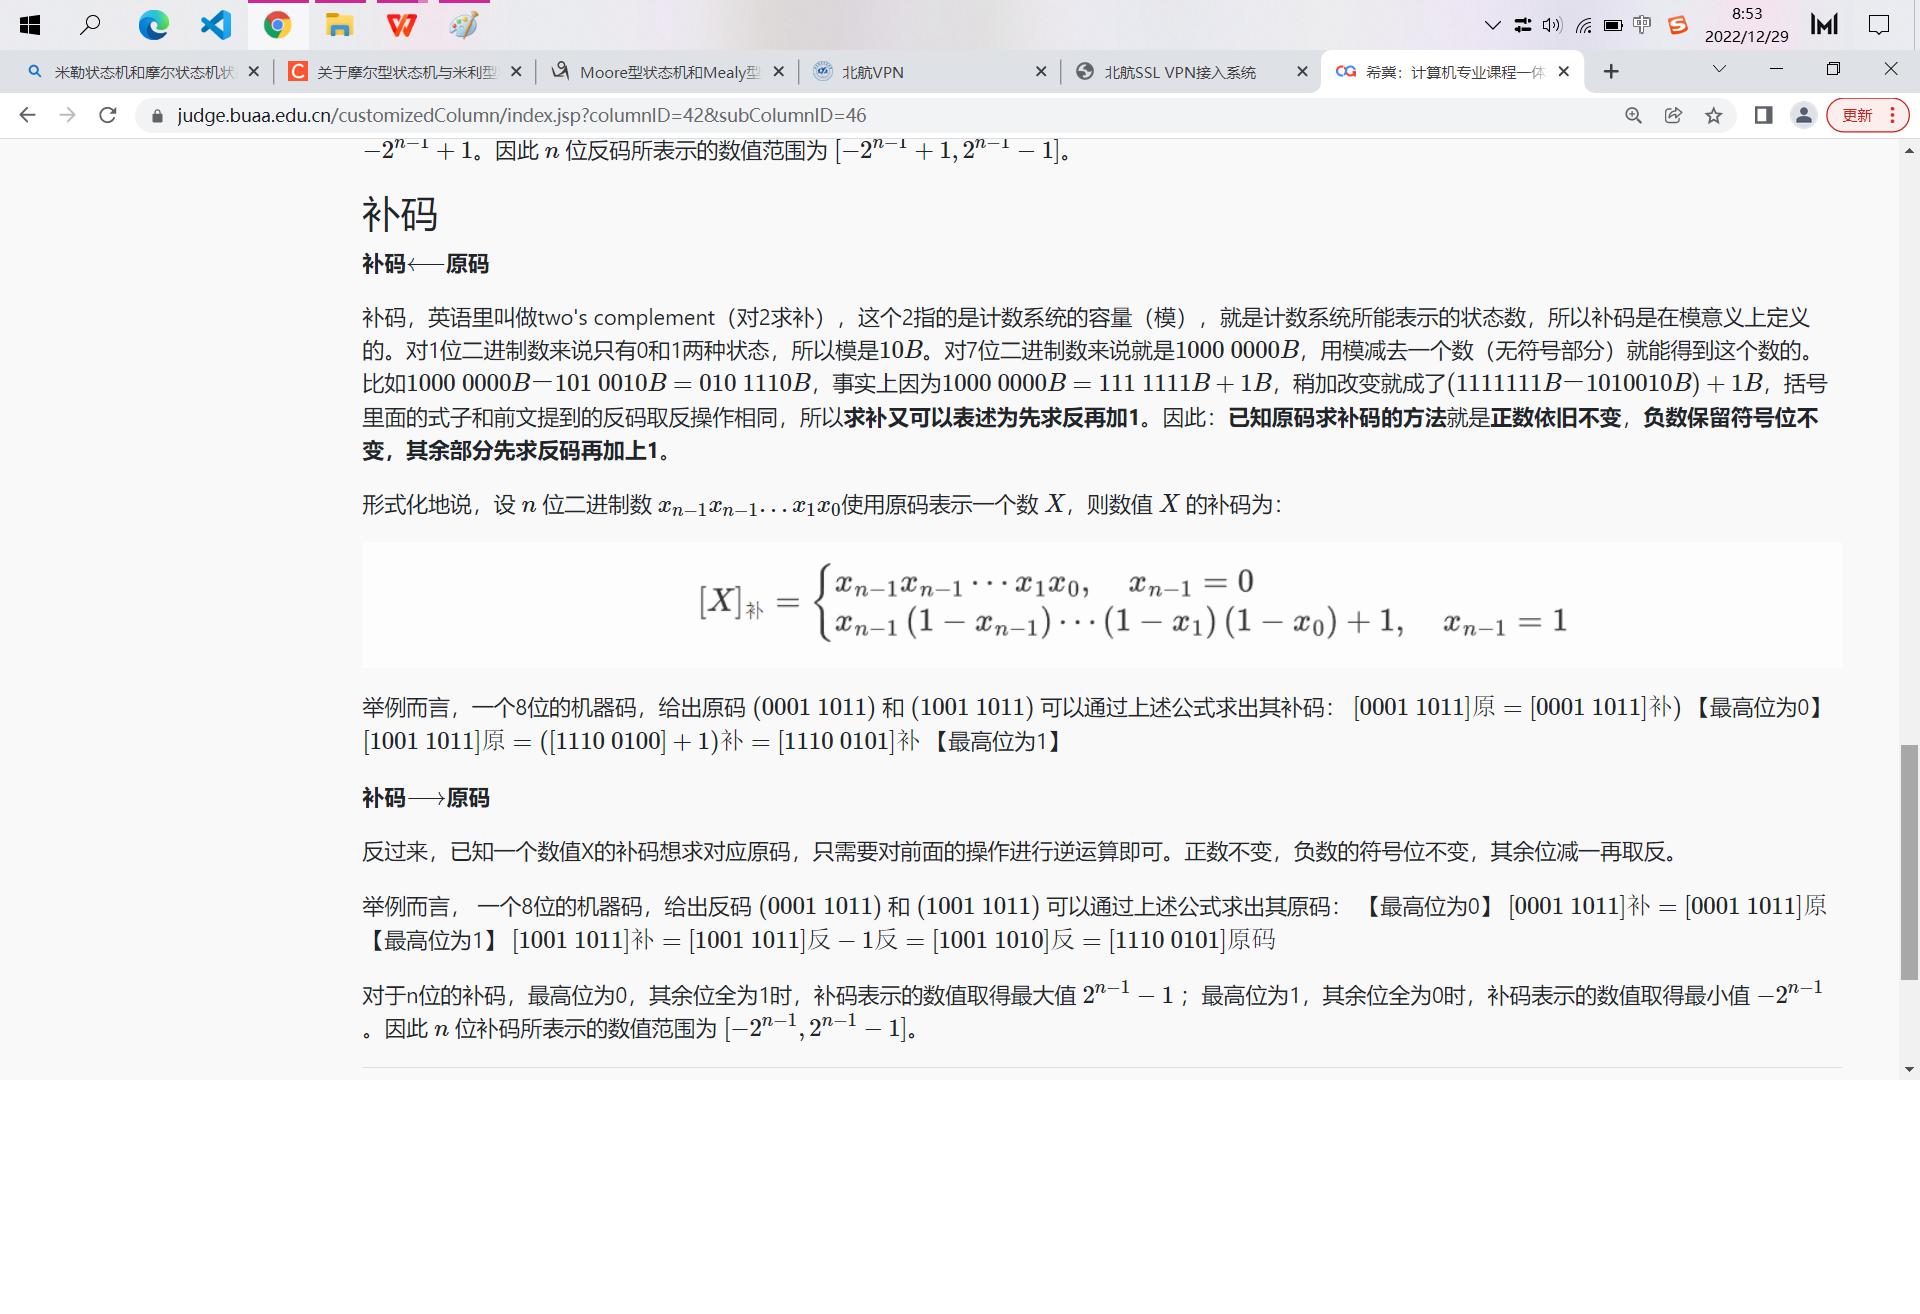 8:53
2022/12/29
米勒状态机和摩尔状态机状
关于摩尔型状态机与米利型
Moore型状态机和Mealy型
北航VPN
北航SSL VPN接入系统
希冀：计算机专业课程一体
judge.buaa.edu.cn/customizedColumn/index.jsp?columnID=42&subColumnID=46
更新
−2^{n−1} + 1。因此 n 位反码所表示的数值范围为 [−2^{n−1} + 1, 2^{n−1} − 1]。
补码
补码⟵原码
补码，英语里叫做two's complement（对2求补），这个2指的是计数系统的容量（模），就是计数系统所能表示的状态数，所以补码是在模意义上定义
的。对1位二进制数来说只有0和1两种状态，所以模是10B。对7位二进制数来说就是1000 0000B，用模减去一个数（无符号部分）就能得到这个数的。
比如1000 0000B－101 0010B = 010 1110B，事实上因为1000 0000B = 111 1111B + 1B，稍加改变就成了(1111111B－1010010B) + 1B，括号
里面的式子和前文提到的反码取反操作相同，所以求补又可以表述为先求反再加1。因此：已知原码求补码的方法就是正数依旧不变，负数保留符号位不
变，其余部分先求反码再加上1。
形式化地说，设 n 位二进制数 x_{n−1}x_{n−1}…x_1x_0使用原码表示一个数 X，则数值 X 的补码为：
[X]_补 = { x_{n−1}x_{n−1}⋯x_1x_0, x_{n−1} = 0
x_{n−1} (1 − x_{n−1})⋯(1 − x_1) (1 − x_0) + 1, x_{n−1} = 1
举例而言，一个8位的机器码，给出原码 (0001 1011) 和 (1001 1011) 可以通过上述公式求出其补码： [0001 1011]原 = [0001 1011]补) 【最高位为0】
[1001 1011]原 = ([1110 0100] + 1)补 = [1110 0101]补 【最高位为1】
补码⟶原码
反过来，已知一个数值X的补码想求对应原码，只需要对前面的操作进行逆运算即可。正数不变，负数的符号位不变，其余位减一再取反。
举例而言， 一个8位的机器码，给出反码 (0001 1011) 和 (1001 1011) 可以通过上述公式求出其原码： 【最高位为0】 [0001 1011]补 = [0001 1011]原
【最高位为1】 [1001 1011]补 = [1001 1011]反 − 1反 = [1001 1010]反 = [1110 0101]原码
对于n位的补码，最高位为0，其余位全为1时，补码表示的数值取得最大值 2^{n−1} − 1；最高位为1，其余位全为0时，补码表示的数值取得最小值 −2^{n−1}
。因此 n 位补码所表示的数值范围为 [−2^{n−1}, 2^{n−1} − 1]。